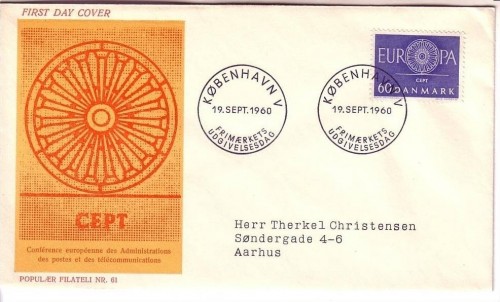 FIRST DAY COVER
CEPT
Conférence européenne des Administrations
des postes et des télécommunications
POPULÆR FILATELI NR. 61
KØBENHAVN V
19. SEPT. 1960
FRIMÆRKETS
UDGIVELSESDAG
KØBENHAVN V
19. SEPT. 1960
FRIMÆRKETS
UDGIVELSESDAG
EUROPA
CEPT
60 DANMARK
Herr Therkel Christensen
Søndergade 4-6
Aarhus